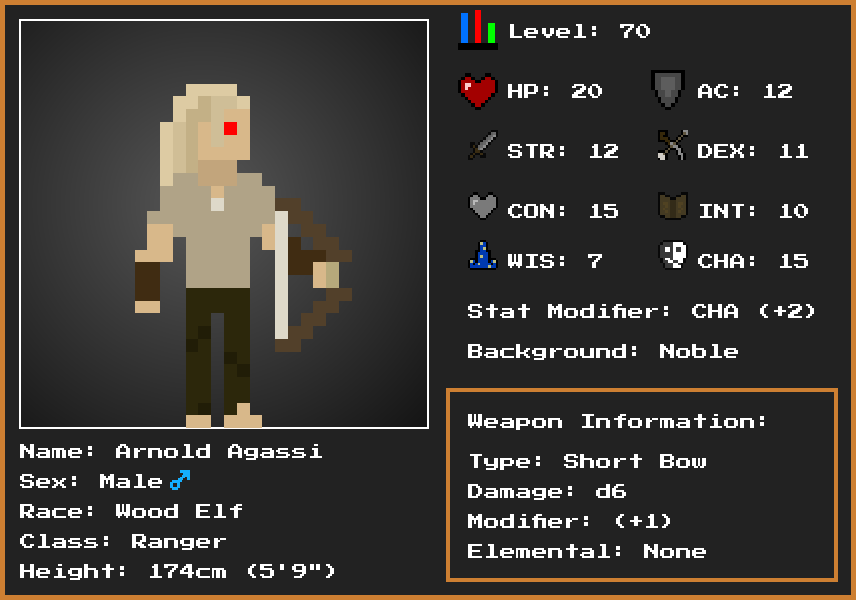 Level: 70
HP: 20
AC: 12
STR: 12
DEX: 11
CON: 15
INT: 10
WIS: 7
CHA: 15
Stat Modifier: CHA (+2)
Background: Noble
Weapon Information:
Type: Short Bow
Damage: d6
Modifier: (+1)
Elemental: None
Name: Arnold Agassi
Sex: Male ♂
Race: Wood Elf
Class: Ranger
Height: 174cm (5'9")